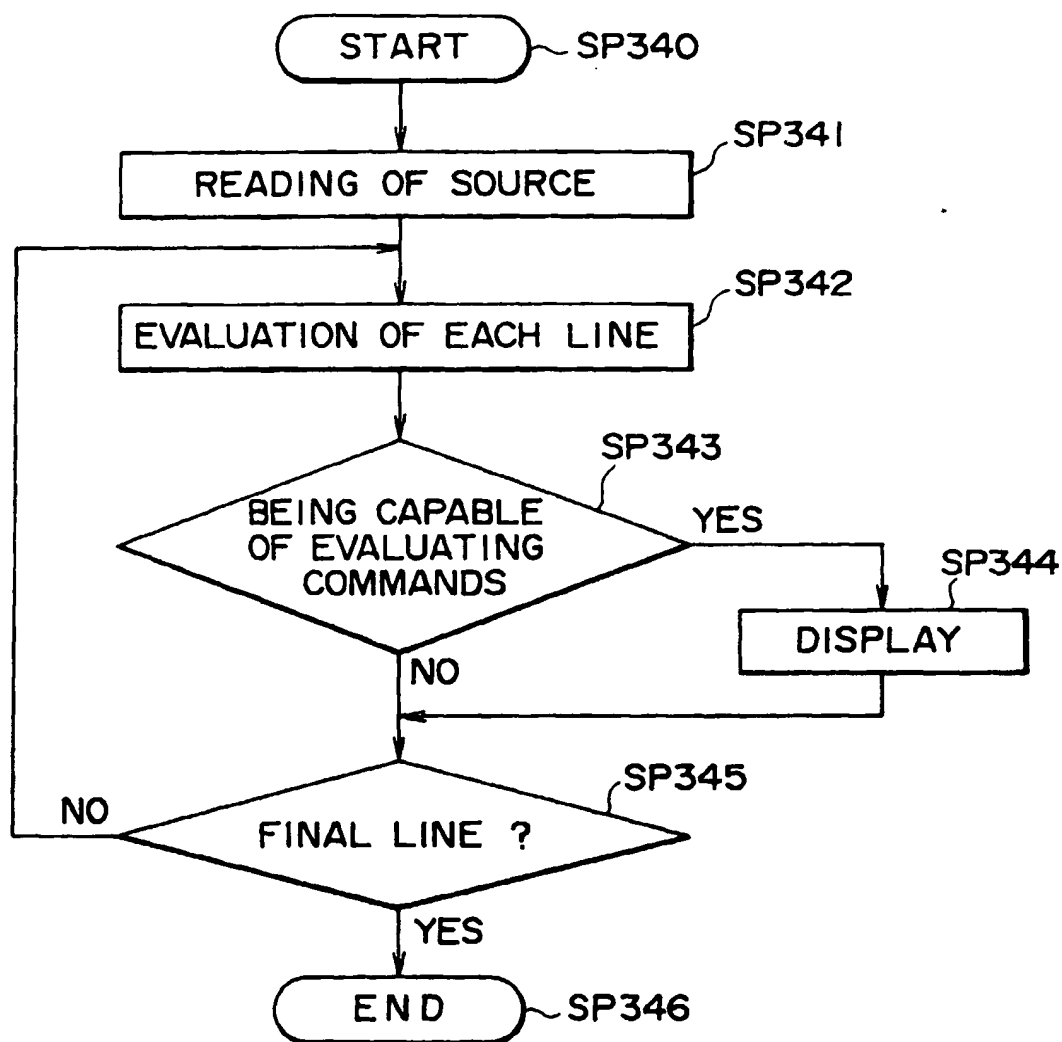 START
SP340
SP341
READING OF SOURCE
SP342
EVALUATION OF EACH LINE
SP343
BEING CAPABLE
OF EVALUATING
COMMANDS
YES
SP344
DISPLAY
NO
SP345
NO
FINAL LINE ?
YES
END
SP346